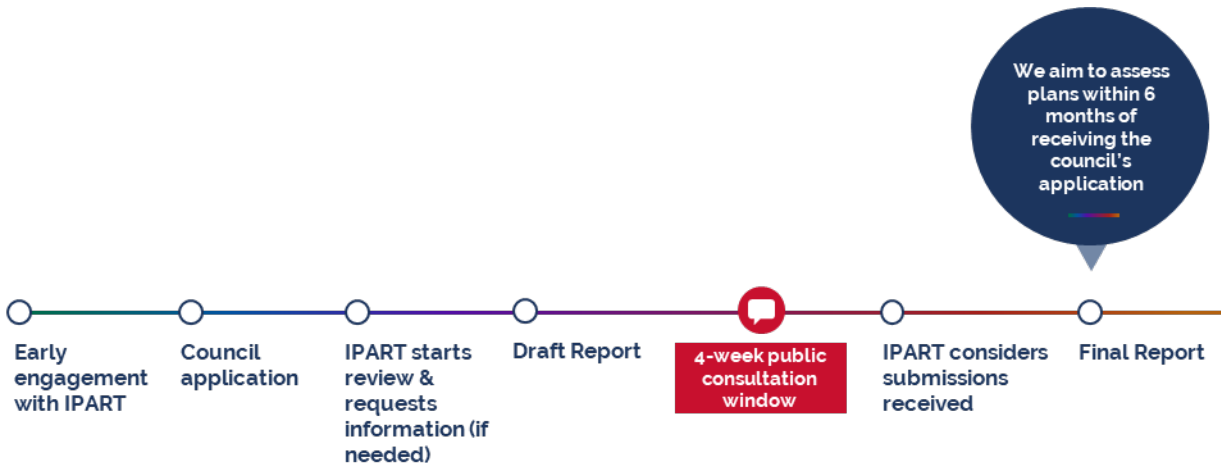 We aim to assess
plans within 6
months of
receiving the
council's
application
Early
engagement
with IPART
Council
application
IPART starts
review &
requests
information (if
needed)
Draft Report
4-week public
consultation
window
IPART considers
submissions
received
Final Report